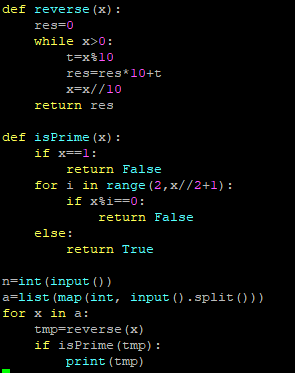 def reverse(x):
    res=0
    while x>0:
        t=x%10
        res=res*10+t
        x=x//10
    return res

def isPrime(x):
    if x==1:
        return False
    for i in range(2,x//2+1):
        if x%i==0:
            return False
    else:
        return True

n=int(input())
a=list(map(int, input().split()))
for x in a:
    tmp=reverse(x)
    if isPrime(tmp):
        print(tmp)